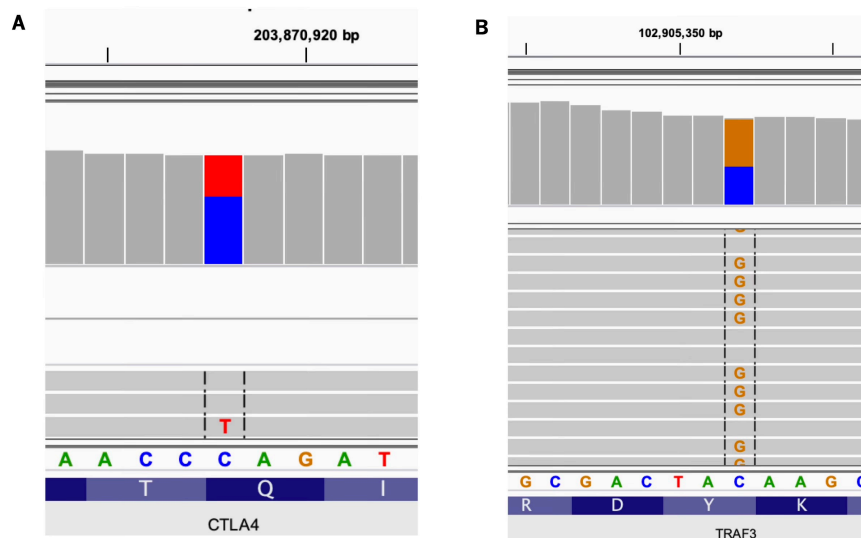 A
203,870,920 bp
T
A A C C C A G A T
T Q I
CTLA4
B
102,905,350 bp
G
G
G
G
G
G
G
G
G
G
G C G A C T A C A A G C
R D Y K
TRAF3